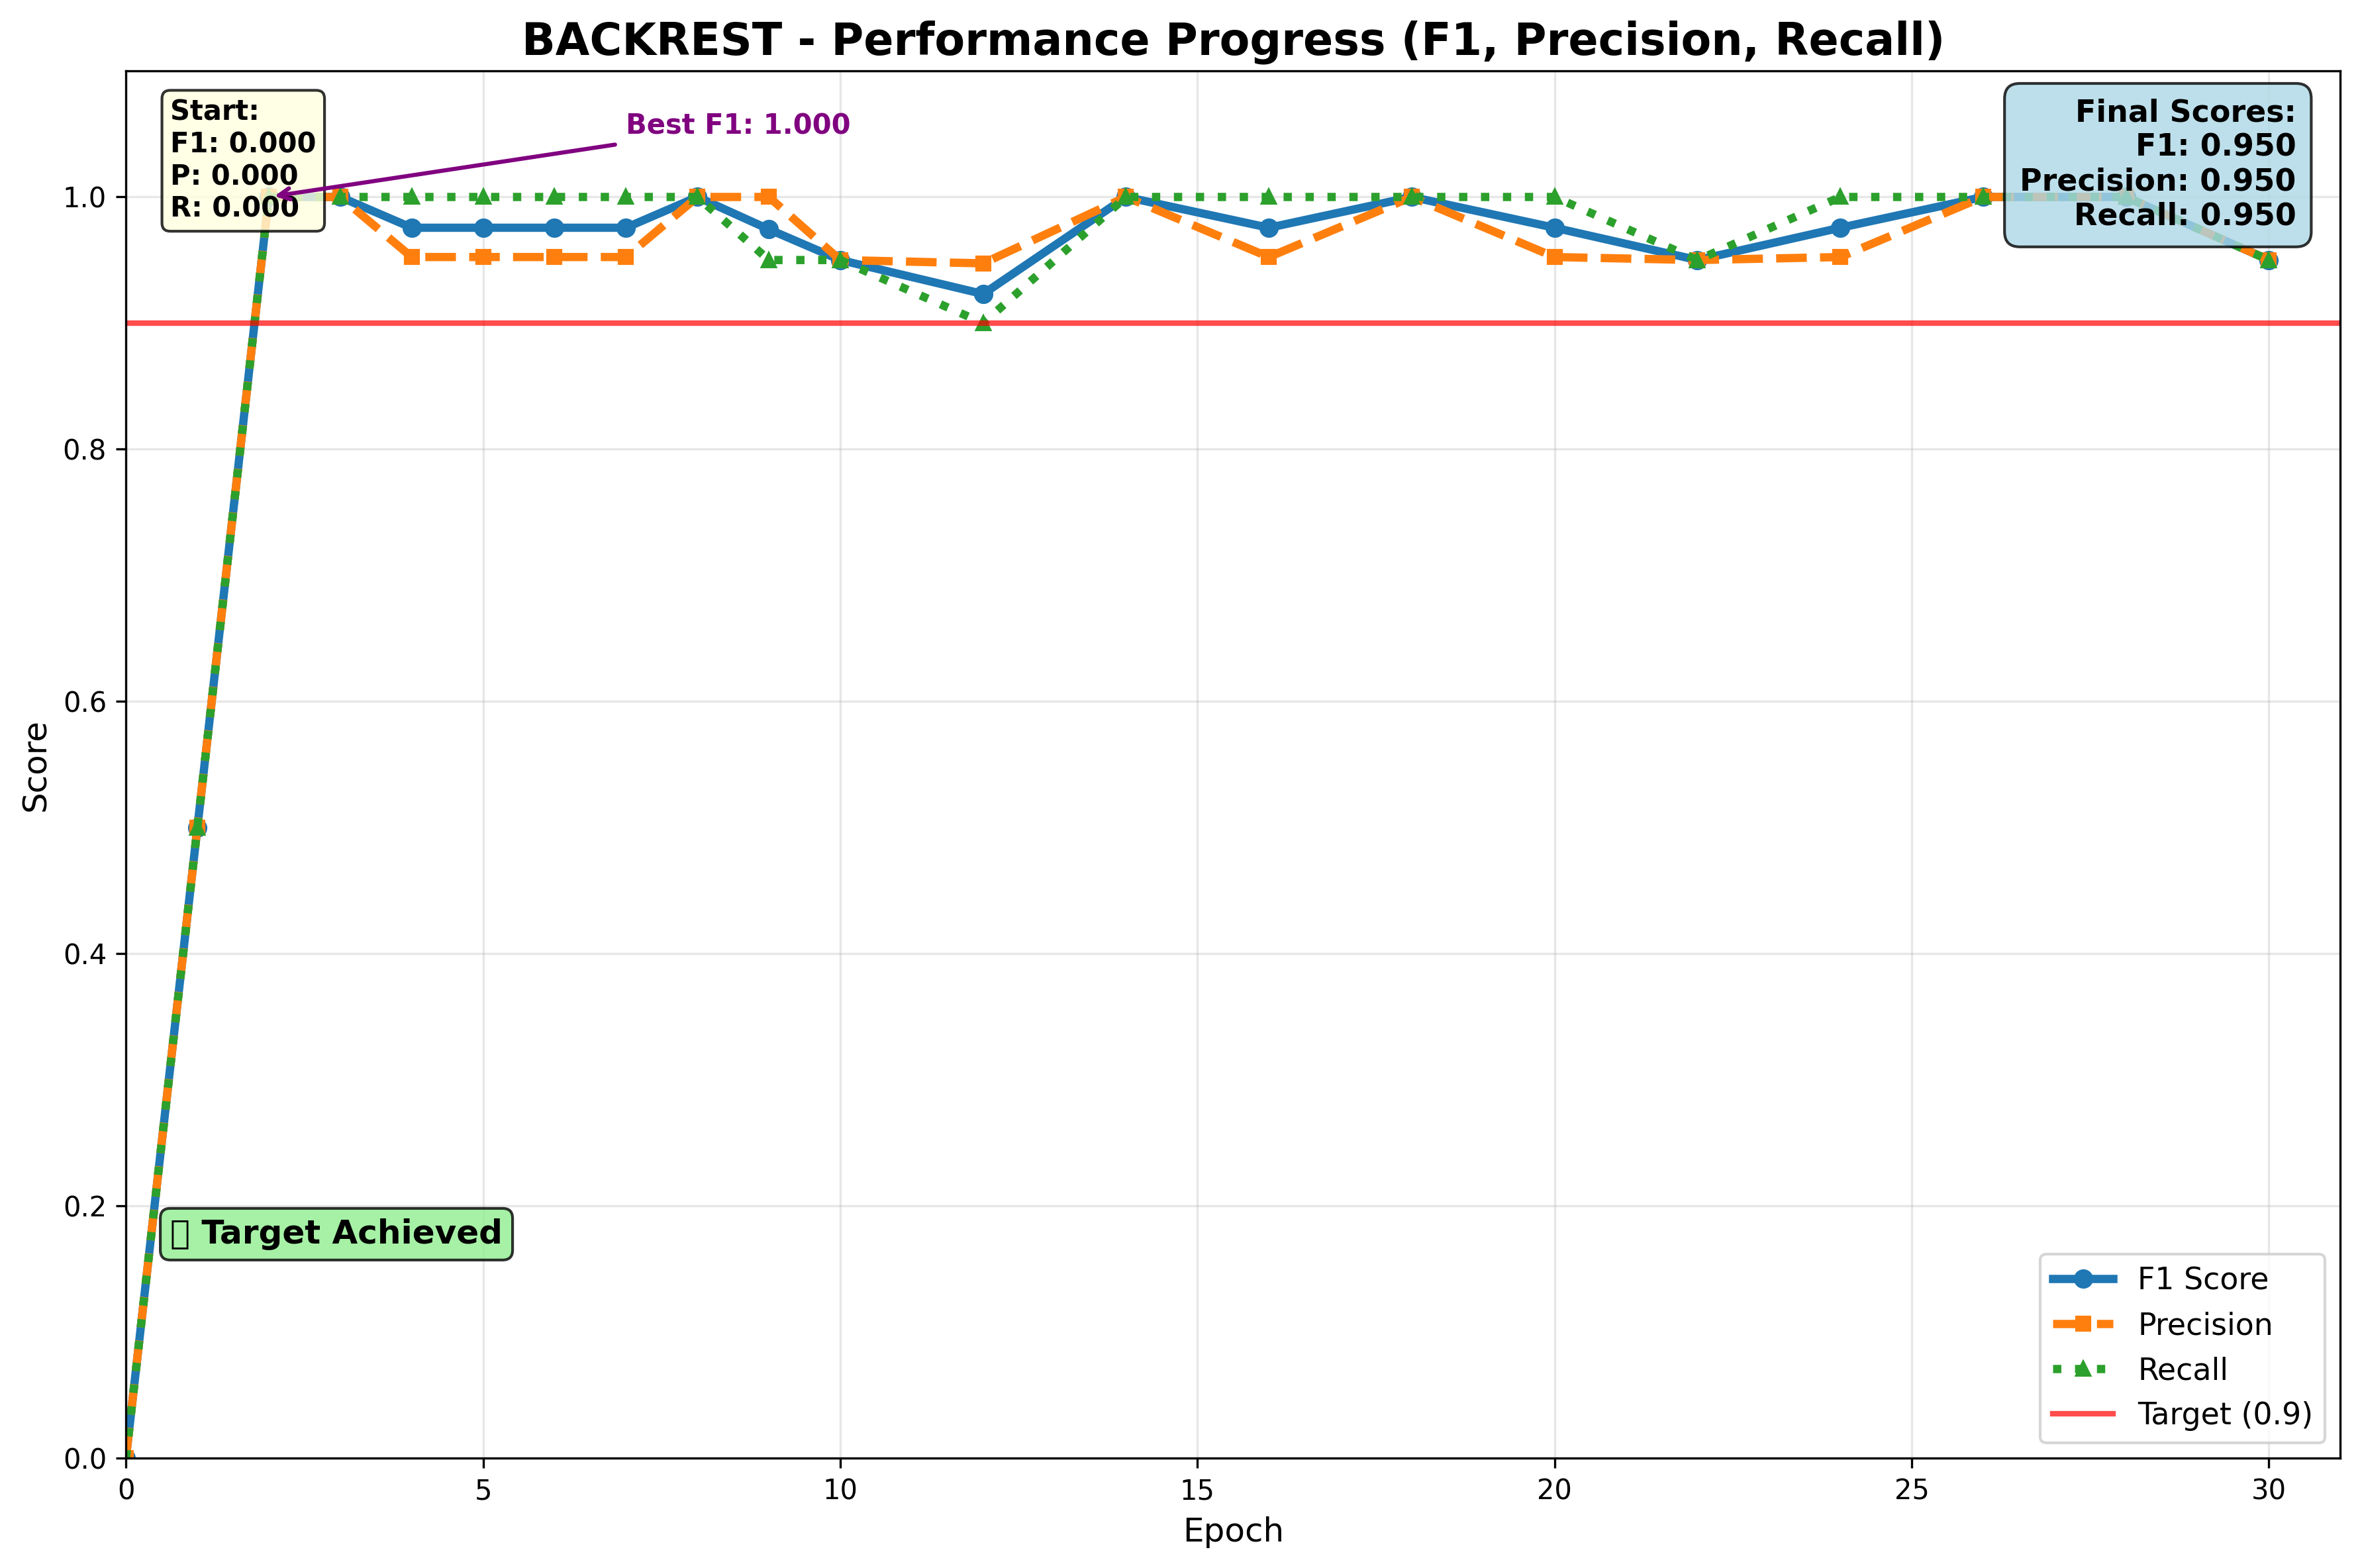 BACKREST - Performance Progress (F1, Precision, Recall)
Start:
F1: 0.000
P: 0.000
R: 0.000
Best F1: 1.000
Final Scores:
F1: 0.950
Precision: 0.950
Recall: 0.950
1.0
0.8
0.6
0.4
0.2
0.0
Score
Target Achieved
F1 Score
Precision
Recall
Target (0.9)
0 5 10 15 20 25 30
Epoch